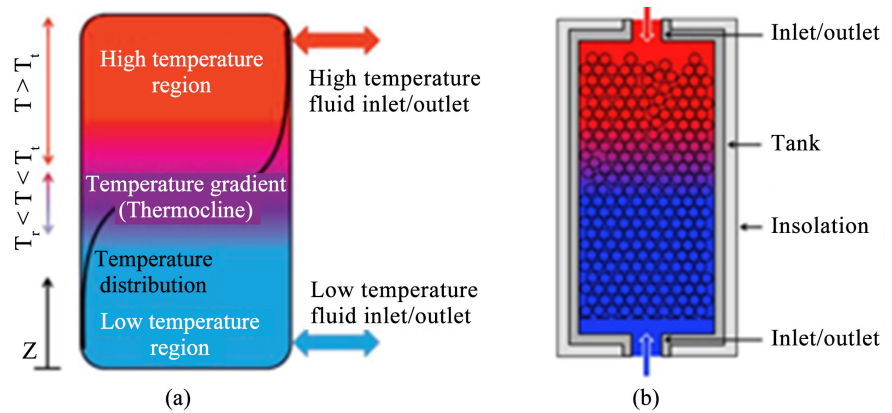 T > Tₜ
Tᵣ < T < Tₜ
Z
High temperature
region
Temperature gradient
(Thermocline)
Temperature
distribution
Low temperature
region
High temperature
fluid inlet/outlet
Low temperature
fluid inlet/outlet
(a)
Inlet/outlet
Tank
Insolation
Inlet/outlet
(b)